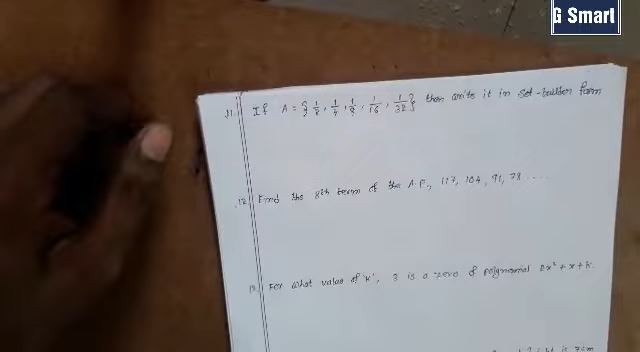 G Smart
11. If A = { 1/2, 1/4, 1/8, 1/16, 1/32 } then write it in set-builder form
12. Find the 8th term of the A.P., 117, 104, 91, 78 ....
13. For what value of 'K', 3 is a zero of polynomial 2x² + x + k.
is 7cm